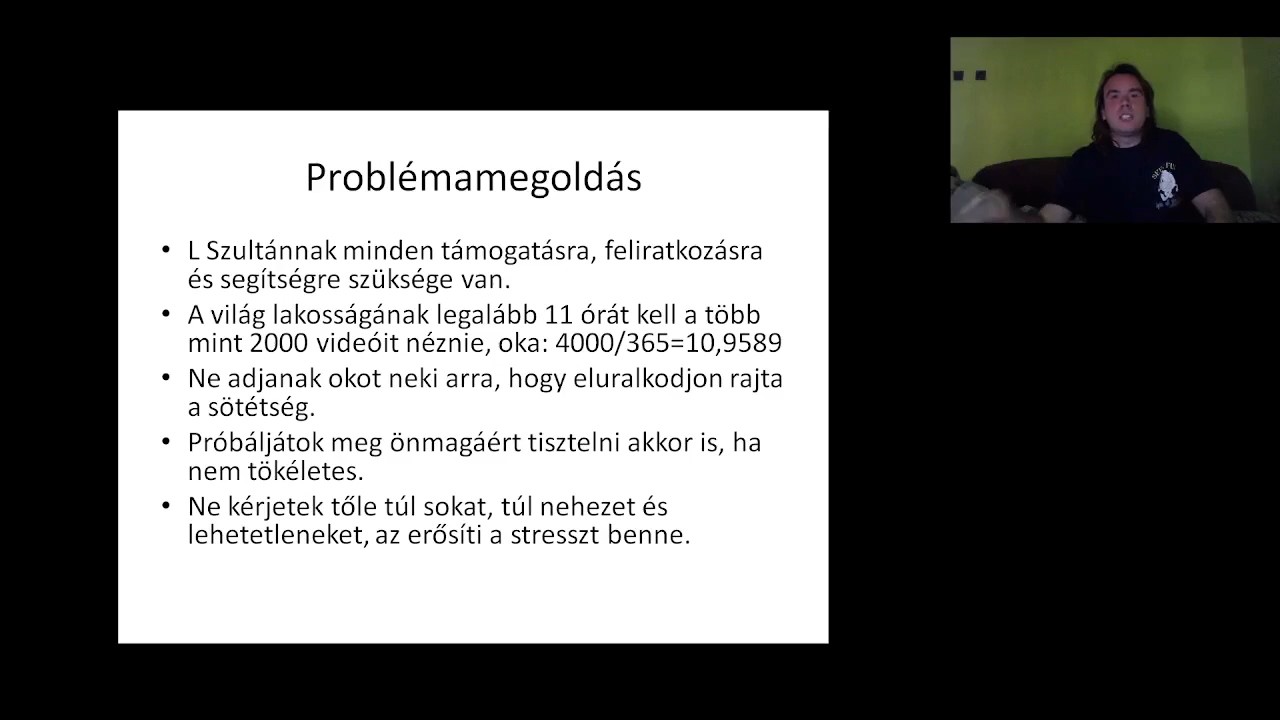 Problémamegoldás
• L Szultánnak minden támogatásra, feliratkozásra
és segítségre szüksége van.
• A világ lakosságának legalább 11 órát kell a több
mint 2000 videóit néznie, oka: 4000/365=10,9589
• Ne adjanak okot neki arra, hogy eluralkodjon rajta
a sötétség.
• Próbáljátok meg önmagáért tisztelni akkor is, ha
nem tökéletes.
• Ne kérjetek tőle túl sokat, túl nehezet és
lehetetleneket, az erősíti a stresszt benne.